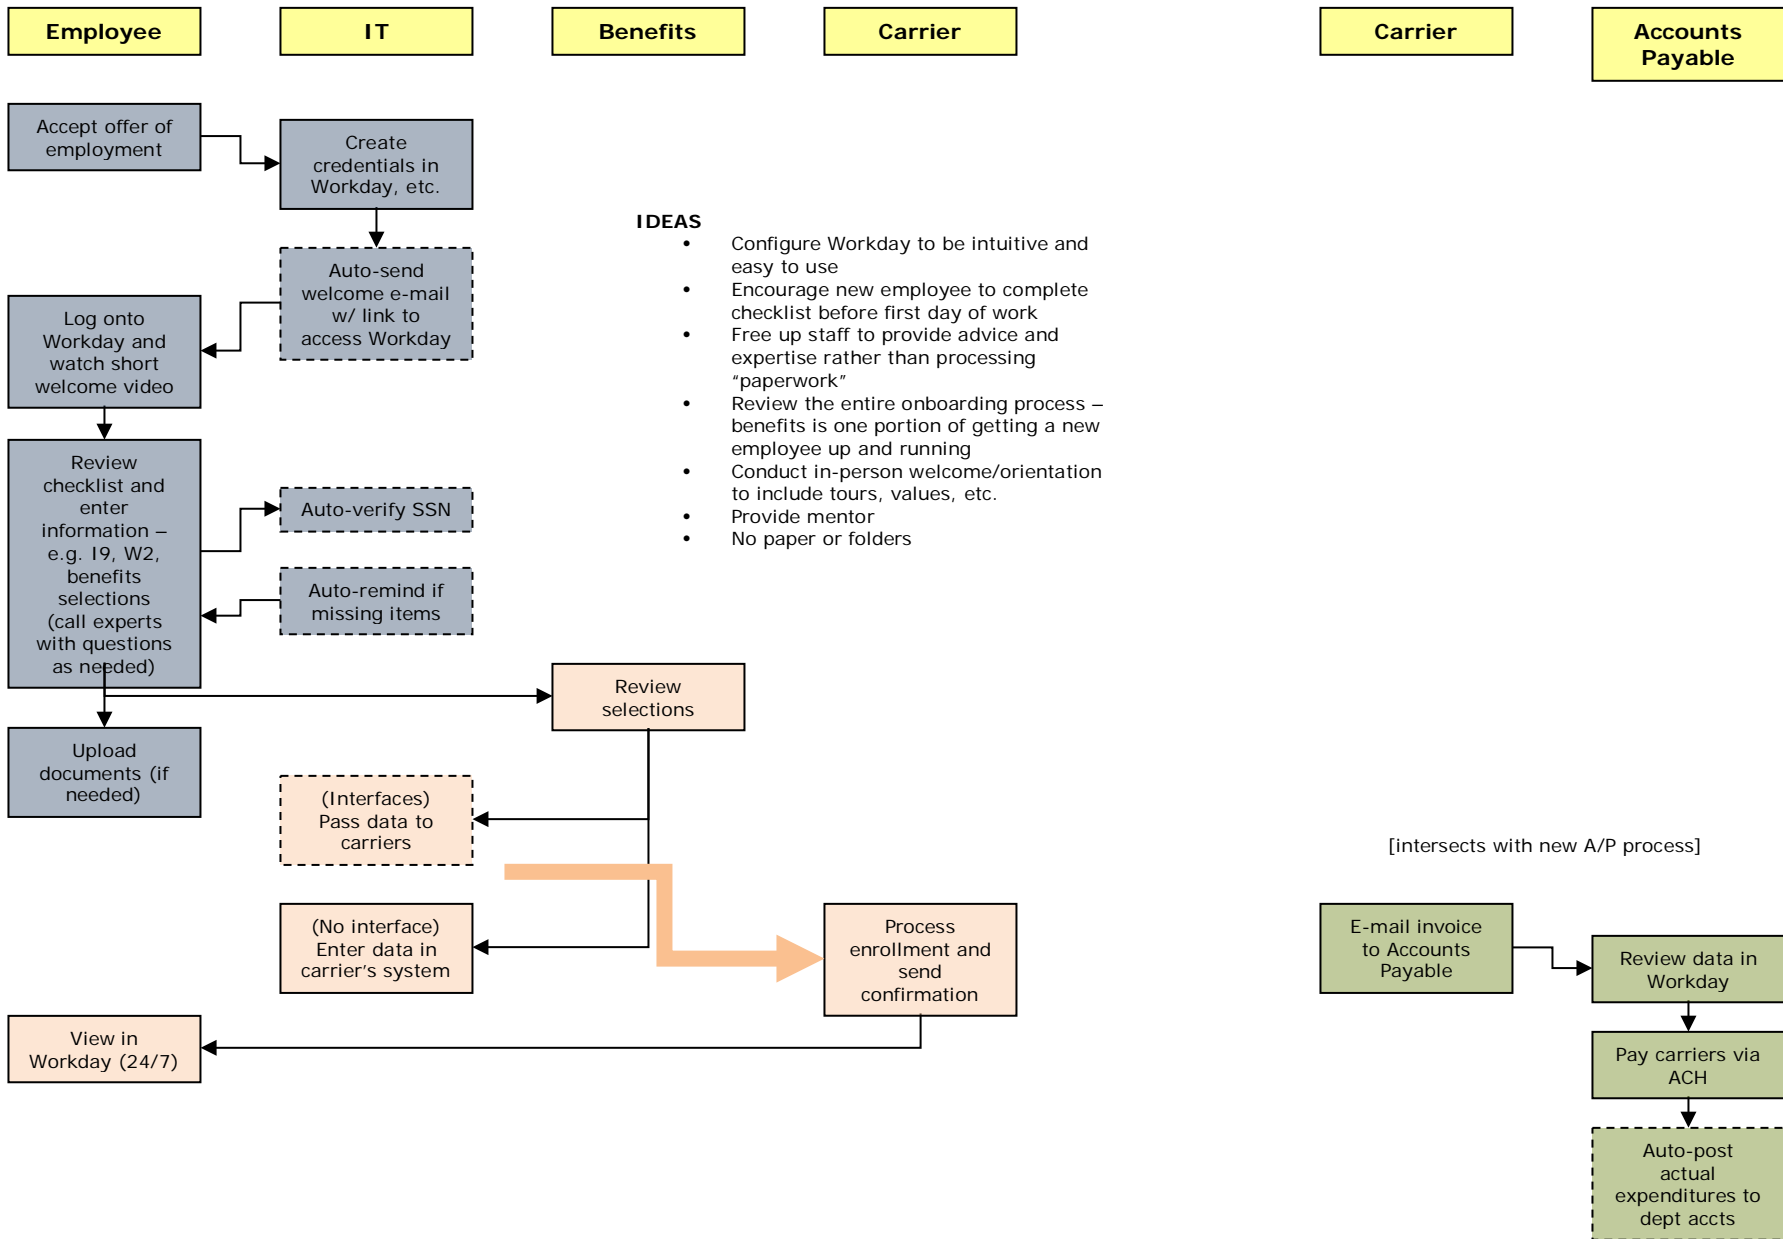 Employee
IT
Benefits
Carrier
Carrier
Accounts
Payable
Accept offer of
employment
Create
credentials in
Workday, etc.
Auto-send
welcome e-mail
w/ link to
access Workday
Log onto
Workday and
watch short
welcome video
Review
checklist and
enter
information –
e.g. I9, W2,
benefits
selections
(call experts
with questions
as needed)
Auto-verify SSN
Auto-remind if
missing items
Upload
documents (if
needed)
IDEAS
• Configure Workday to be intuitive and
easy to use
• Encourage new employee to complete
checklist before first day of work
• Free up staff to provide advice and
expertise rather than processing
“paperwork”
• Review the entire onboarding process –
benefits is one portion of getting a new
employee up and running
• Conduct in-person welcome/orientation
to include tours, values, etc.
• Provide mentor
• No paper or folders
Review
selections
(Interfaces)
Pass data to
carriers
(No interface)
Enter data in
carrier’s system
Process
enrollment and
send
confirmation
View in
Workday (24/7)
[intersects with new A/P process]
E-mail invoice
to Accounts
Payable
Review data in
Workday
Pay carriers via
ACH
Auto-post
actual
expenditures to
dept accts